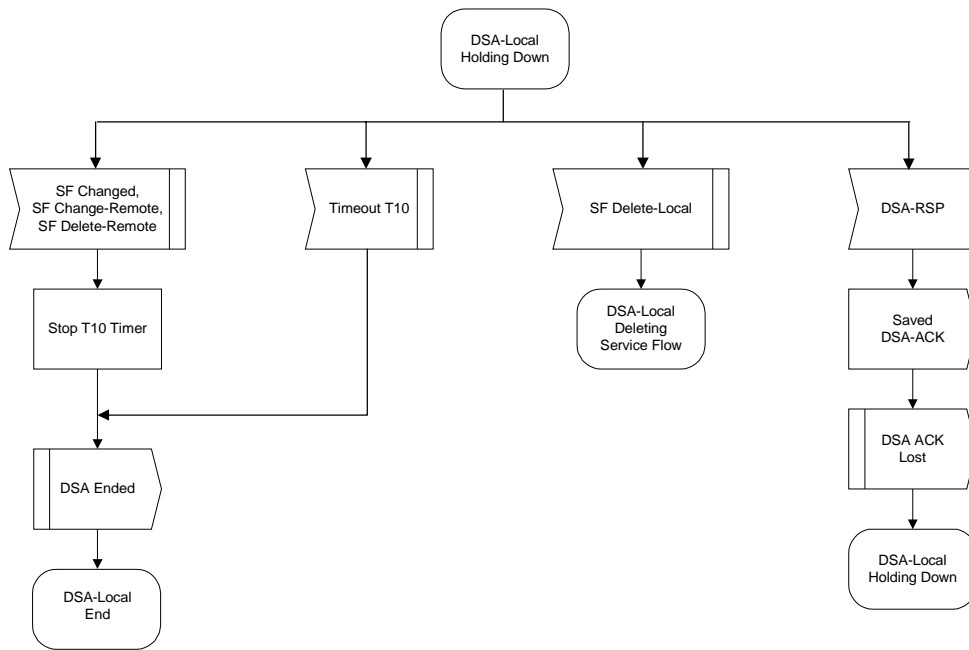 DSA-Local
Holding Down
SF Changed,
SF Change-Remote,
SF Delete-Remote
Timeout T10
SF Delete-Local
DSA-RSP
Stop T10 Timer
DSA-Local
Deleting
Service Flow
Saved
DSA-ACK
DSA Ended
DSA ACK
Lost
DSA-Local
End
DSA-Local
Holding Down